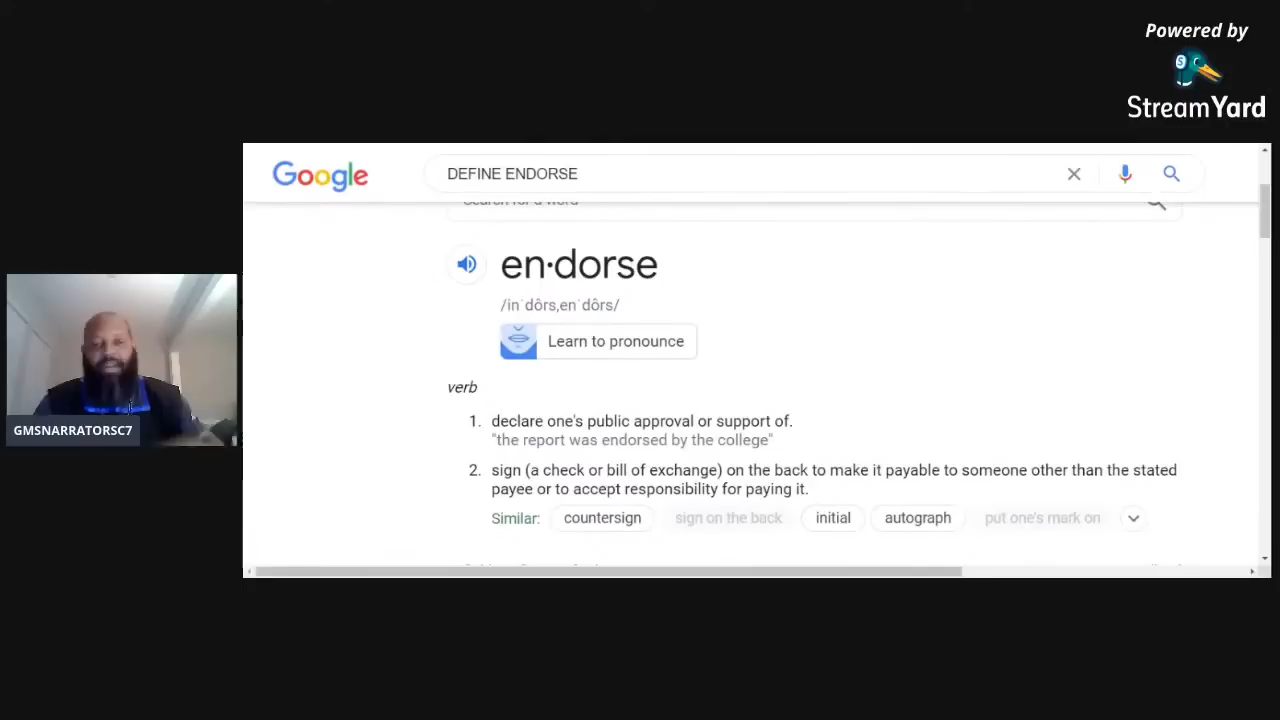 Powered by
StreamYard
Google
DEFINE ENDORSE
Search for a word
en·dorse
/inˈdôrs,enˈdôrs/
Learn to pronounce
verb
1. declare one's public approval or support of.
"the report was endorsed by the college"
2. sign (a check or bill of exchange) on the back to make it payable to someone other than the stated
payee or to accept responsibility for paying it.
Similar: countersign sign on the back initial autograph put one's mark on
GMSNARRATORSC7